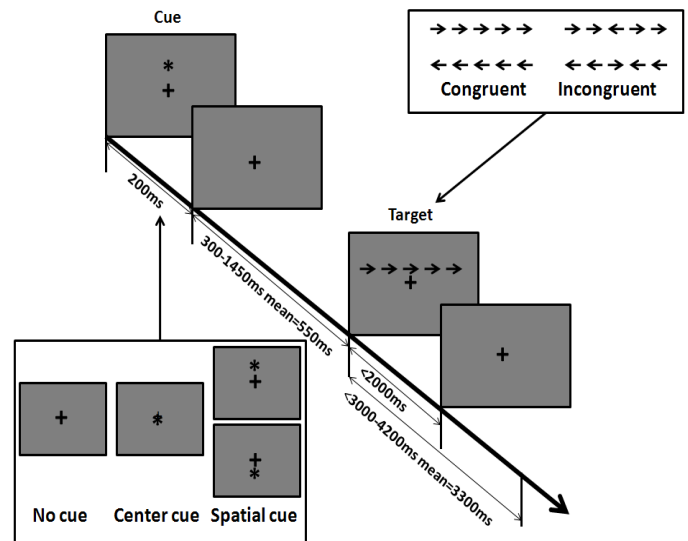 Cue
Congruent Incongruent
200ms
300-1450ms mean=550ms
Target
<2000ms
<3000-4200ms mean=3300ms
No cue Center cue Spatial cue